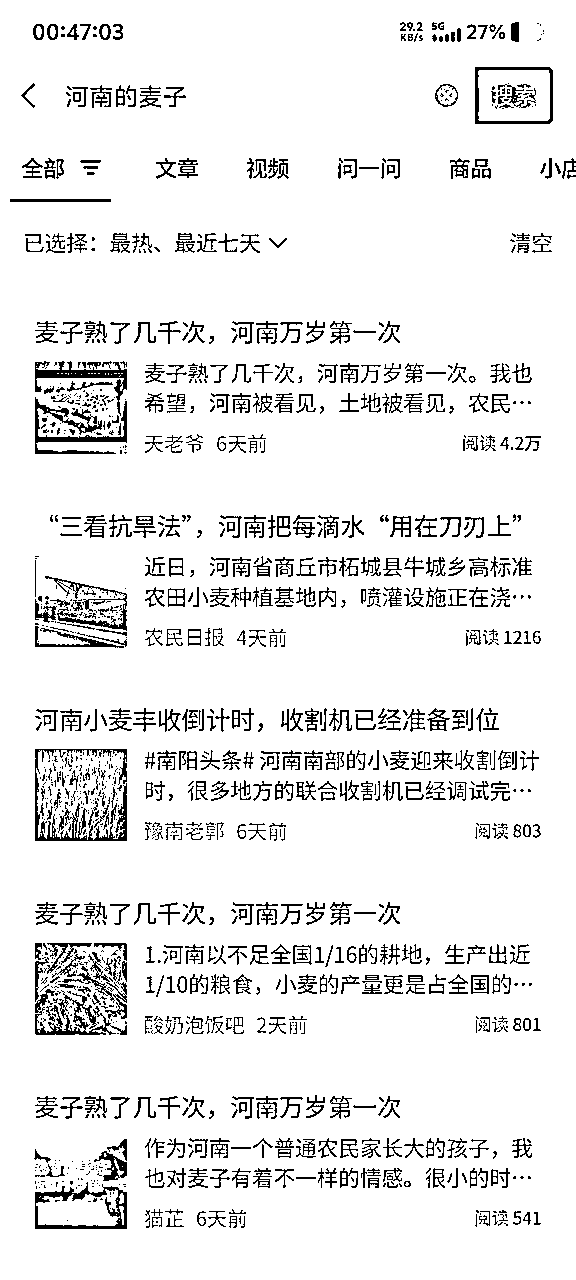 00:47:03
29.2 KB/s 5G 27%
河南的麦子
搜索
全部 文章 视频 问一问 商品 小店
已选择：最热、最近七天 清空
麦子熟了几千次，河南万岁第一次
麦子熟了几千次，河南万岁第一次。我也
希望，河南被看见，土地被看见，农民…
天老爷 6天前 阅读 4.2万
“三看抗旱法”，河南把每滴水“用在刀刃上”
近日，河南省商丘市柘城县牛城乡高标准
农田小麦种植基地内，喷灌设施正在浇…
农民日报 4天前 阅读 1216
河南小麦丰收倒计时，收割机已经准备到位
#南阳头条# 河南南部的小麦迎来收割倒计
时，很多地方的联合收割机已经调试完…
豫南老郭 6天前 阅读 803
麦子熟了几千次，河南万岁第一次
1.河南以不足全国1/16的耕地，生产出近
1/10的粮食，小麦的产量更是占全国的…
酸奶泡饭吧 2天前 阅读 801
麦子熟了几千次，河南万岁第一次
作为河南一个普通农民家长大的孩子，我
也对麦子有着不一样的情感。很小的时…
猫芷 6天前 阅读 541